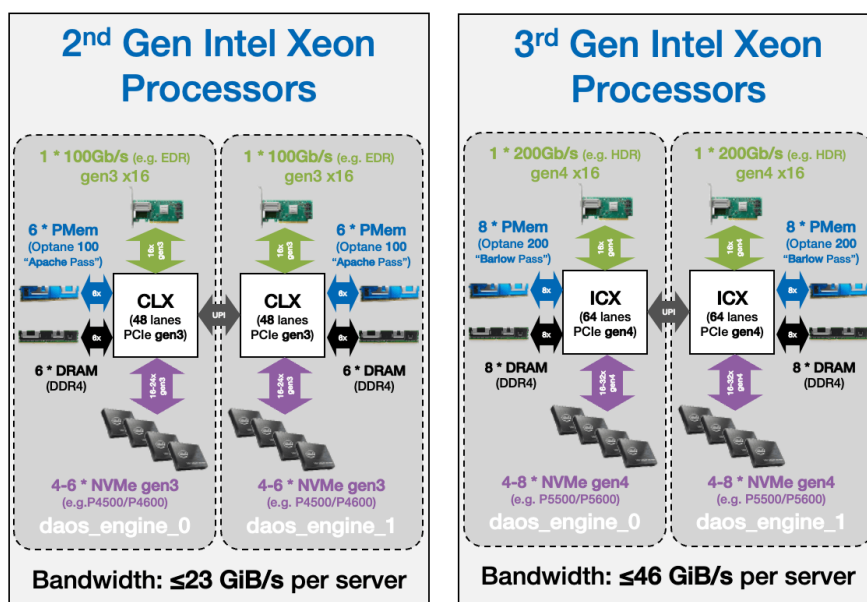 2nd Gen Intel Xeon
Processors
1 * 100Gb/s (e.g. EDR)
gen3 x16
16x
gen3
6 * PMem
(Optane 100
“Apache Pass”)
6x
CLX
(48 lanes
PCIe gen3)
6x
6 * DRAM
(DDR4)
16-24x
gen3
4-6 * NVMe gen3
(e.g.P4500/P4600)
daos_engine_0
UPI
1 * 100Gb/s (e.g. EDR)
gen3 x16
16x
gen3
6 * PMem
(Optane 100
“Apache Pass”)
6x
CLX
(48 lanes
PCIe gen3)
6x
6 * DRAM
(DDR4)
16-24x
gen3
4-6 * NVMe gen3
(e.g. P4500/P4600)
daos_engine_1
Bandwidth: ≤23 GiB/s per server
3rd Gen Intel Xeon
Processors
1 * 200Gb/s (e.g. HDR)
gen4 x16
16x
gen4
8 * PMem
(Optane 200
“Barlow Pass”)
8x
ICX
(64 lanes
PCIe gen4)
8x
8 * DRAM
(DDR4)
16-32x
gen4
4-8 * NVMe gen4
(e.g. P5500/P5600)
daos_engine_0
UPI
1 * 200Gb/s (e.g. HDR)
gen4 x16
16x
gen4
8 * PMem
(Optane 200
“Barlow Pass”)
8x
ICX
(64 lanes
PCIe gen4)
8x
8 * DRAM
(DDR4)
16-32x
gen4
4-8 * NVMe gen4
(e.g. P5500/P5600)
daos_engine_1
Bandwidth: ≤46 GiB/s per server